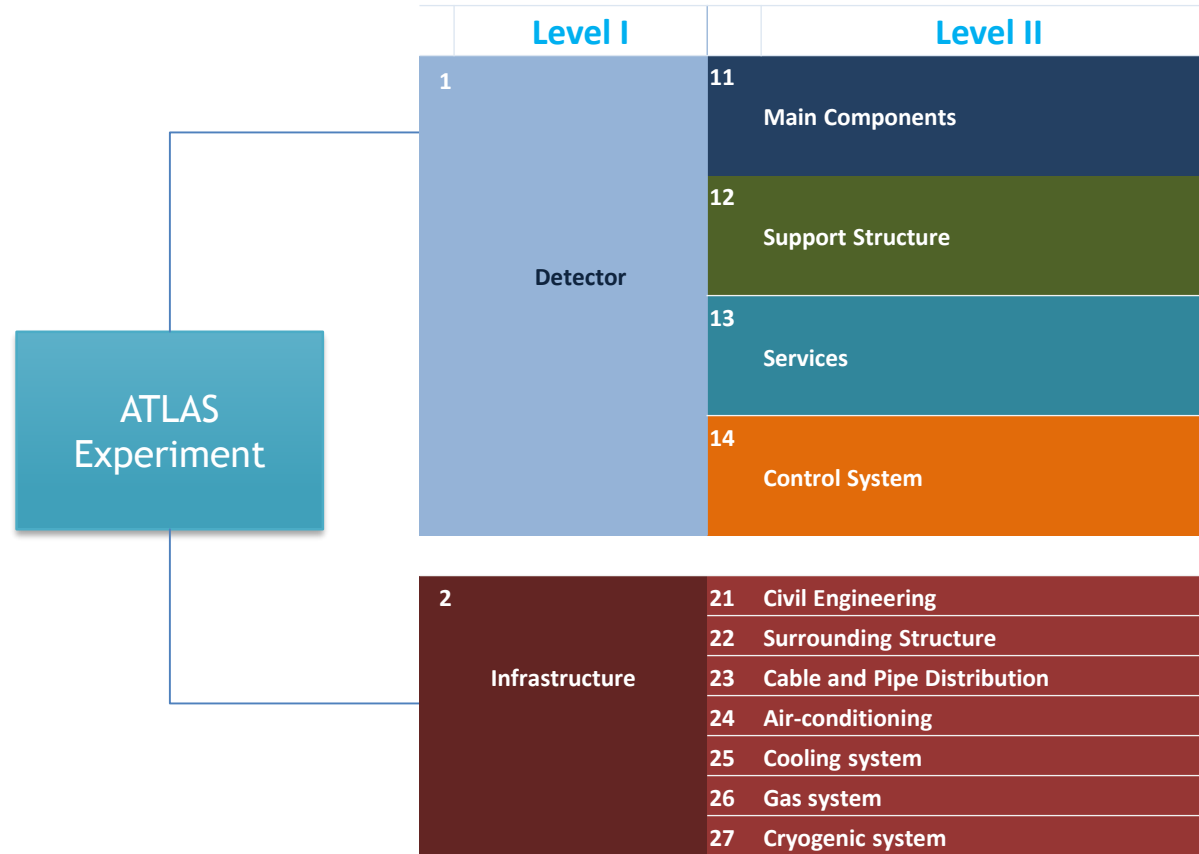 Level I Level II
ATLAS
Experiment
1
Detector
11
Main Components
12
Support Structure
13
Services
14
Control System
2
Infrastructure
21 Civil Engineering
22 Surrounding Structure
23 Cable and Pipe Distribution
24 Air-conditioning
25 Cooling system
26 Gas system
27 Cryogenic system